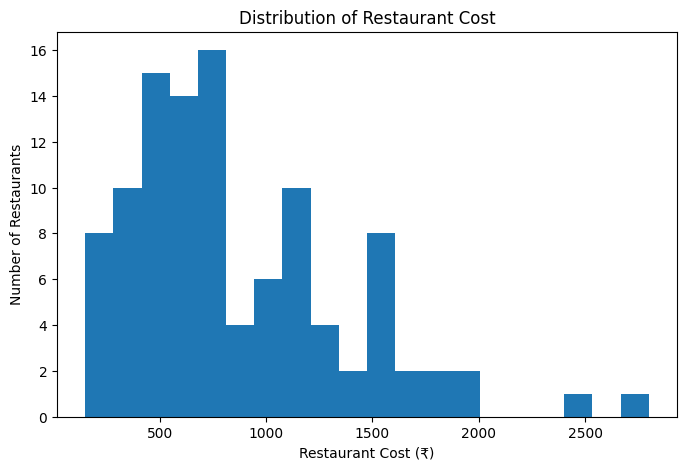 Distribution of Restaurant Cost
16
14
12
10
8
6
4
2
0
Number of Restaurants
500 1000 1500 2000 2500
Restaurant Cost (₹)